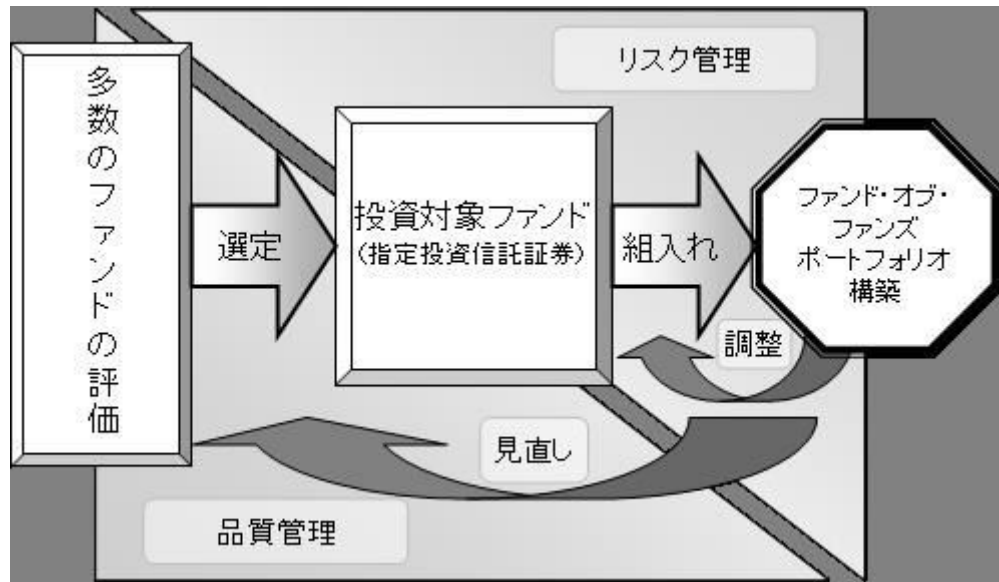 リスク管理
多数のファンドの評価
選定
投資対象ファンド
(指定投資信託証券)
組入れ
ファンド・オブ・
ファンズ
ポートフォリオ
構築
調整
見直し
品質管理